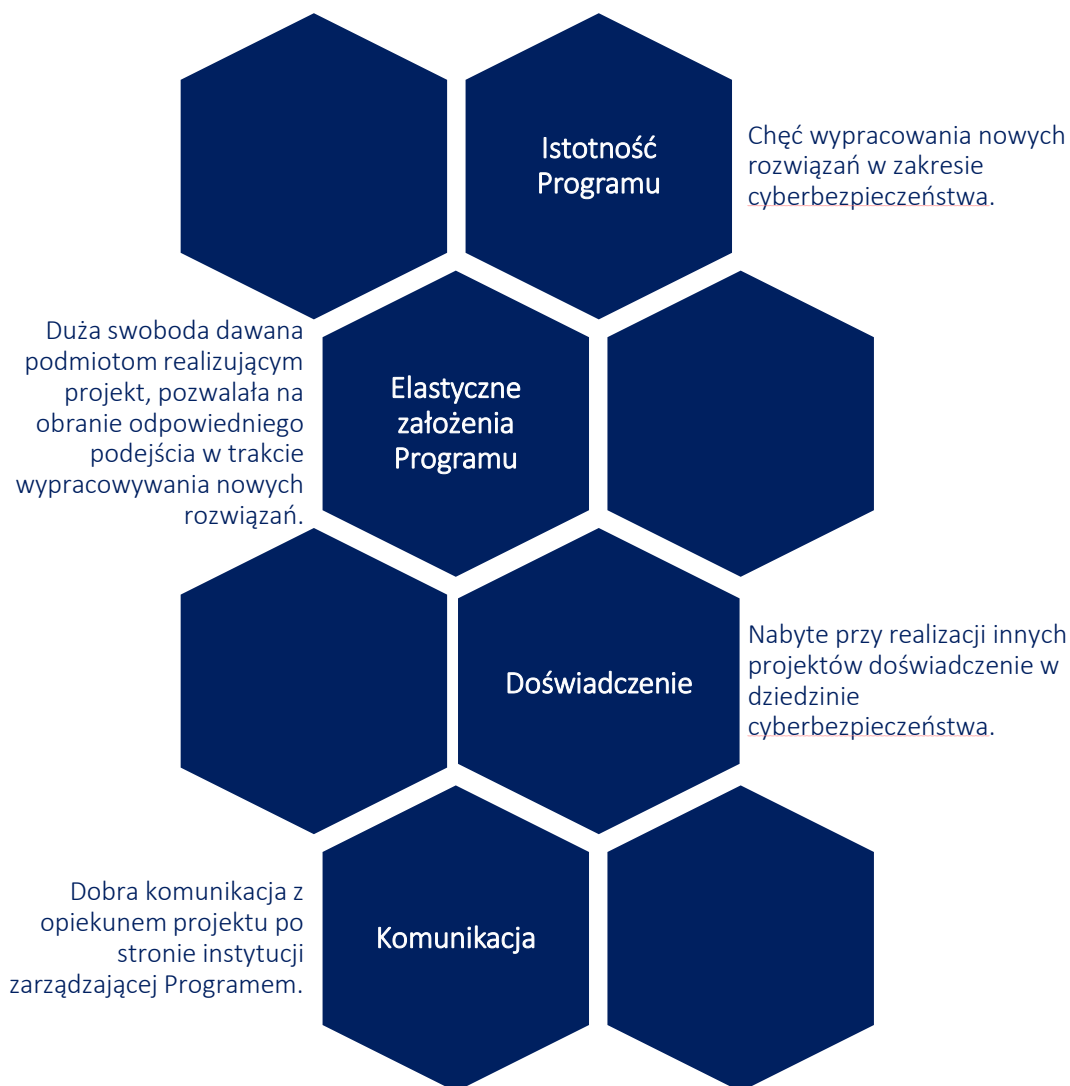 Istotność
Programu
Chęć wypracowania nowych
rozwiązań w zakresie
cyberbezpieczeństwa.
Duża swoboda dawana
podmiotom realizującym
projekt, pozwalała na
obranie odpowiedniego
podejścia w trakcie
wypracowywania nowych
rozwiązań.
Elastyczne
założenia
Programu
Doświadczenie
Nabyte przy realizacji innych
projektów doświadczenie w
dziedzinie
cyberbezpieczeństwa.
Dobra komunikacja z
opiekunem projektu po
stronie instytucji
zarządzającej Programem.
Komunikacja